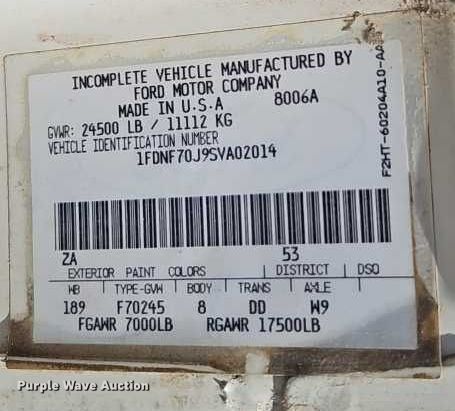 INCOMPLETE VEHICLE MANUFACTURED BY
FORD MOTOR COMPANY
MADE IN U.S.A 8006A
GVWR: 24500 LB / 11112 KG
VEHICLE IDENTIFICATION NUMBER
1FDNF70J9SVA02014
F2HT-60204A10-AA
ZA 53
EXTERIOR PAINT COLORS DISTRICT DSO
WB TYPE-GVW BODY TRANS AXLE
189 F70245 8 DD W9
FGAWR 7000LB RGAWR 17500LB
Purple Wave Auction